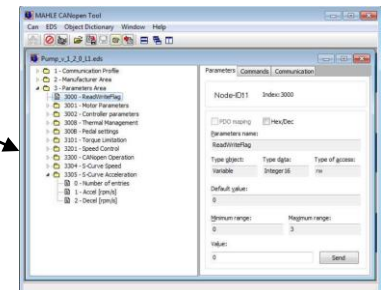 MAHLE CANopen Tool
Can EDS Object Dictionary Window Help
Pump_v_1_2_0_L1.eds
1 - Communication Profile
2 - Manufacturer Area
3 - Parameters Area
3000 - ReadWriteFlag
3001 - Motor Parameters
3002 - Controller parameters
3008 - Thermal Management
3008 - Pedal settings
3101 - Torque Limitation
3201 - Speed Control
3300 - CANopen Operation
3304 - S-Curve Speed
3305 - S-Curve Acceleration
0 - Number of entries
1 - Accel [rpm/s]
2 - Decel [rpm/s]
Parameters Commands Communication
Node-ID11 Index: 3000
PDO maping Hex/Dec
Parameters name:
ReadWriteFlag
Type object: Type data: Type of access:
Variable Integer16 rw
Default value:
0
Minimum range: Maximum range:
0 3
Value:
0 Send